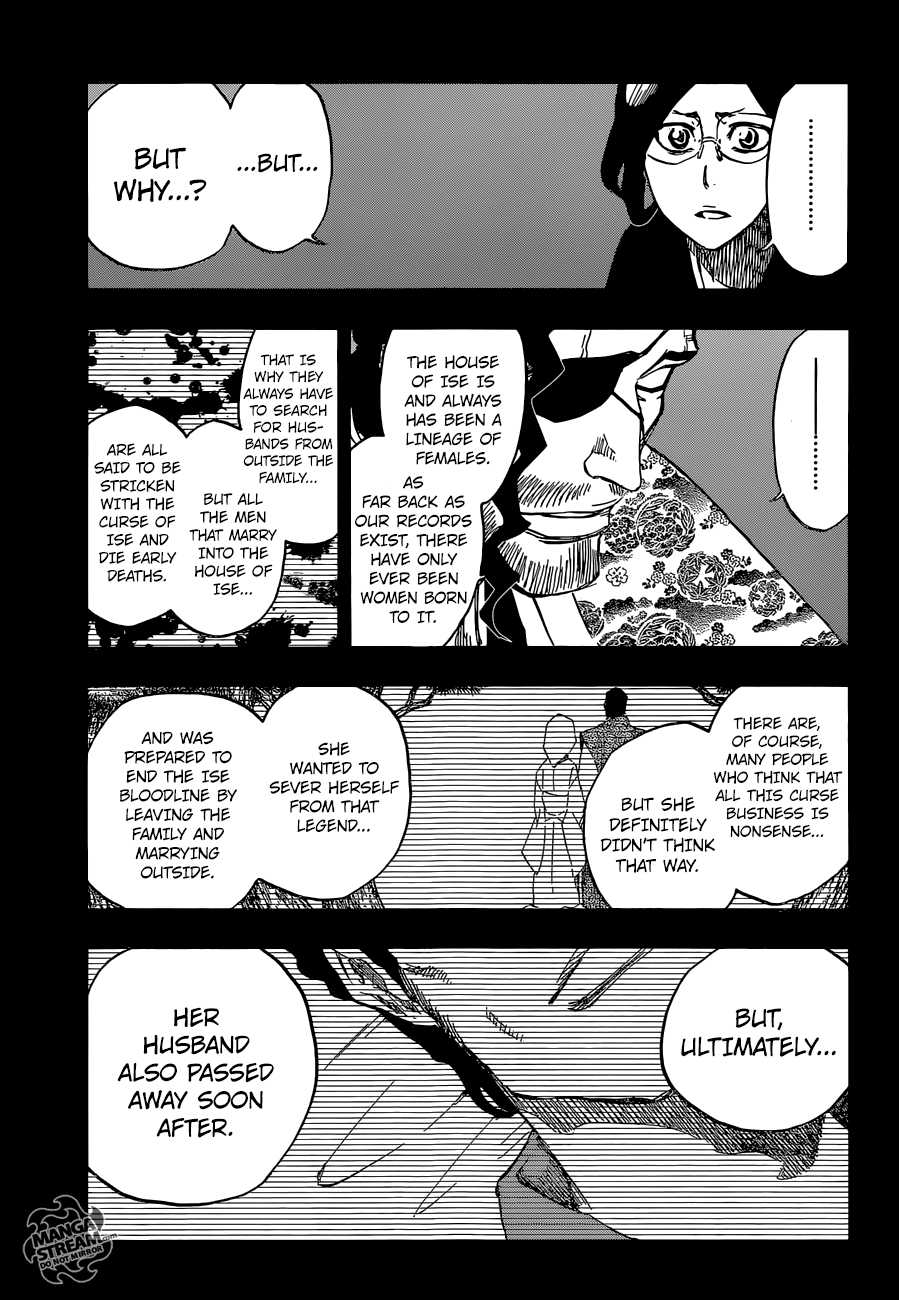 ..........
...BUT...
BUT
WHY...?
..........
THE HOUSE
OF ISE IS
AND ALWAYS
HAS BEEN A
LINEAGE OF
FEMALES.
AS
FAR BACK AS
OUR RECORDS
EXIST, THERE
HAVE ONLY
EVER BEEN
WOMEN BORN
TO IT.
THAT IS
WHY THEY
ALWAYS HAVE
TO SEARCH
FOR HUS-
BANDS FROM
OUTSIDE THE
FAMILY...
BUT ALL
THE MEN
THAT MARRY
INTO THE
HOUSE OF
ISE...
ARE ALL
SAID TO BE
STRICKEN
WITH THE
CURSE OF
ISE AND
DIE EARLY
DEATHS.
THERE ARE,
OF COURSE,
MANY PEOPLE
WHO THINK THAT
ALL THIS CURSE
BUSINESS IS
NONSENSE...
BUT SHE
DEFINITELY
DIDN'T THINK
THAT WAY.
SHE
WANTED TO
SEVER HERSELF
FROM THAT
LEGEND...
AND WAS
PREPARED TO
END THE ISE
BLOODLINE BY
LEAVING THE
FAMILY AND
MARRYING
OUTSIDE.
BUT,
ULTIMATELY...
HER
HUSBAND
ALSO PASSED
AWAY SOON
AFTER.
MANGA
STREAM.
DO NOT MIRROR